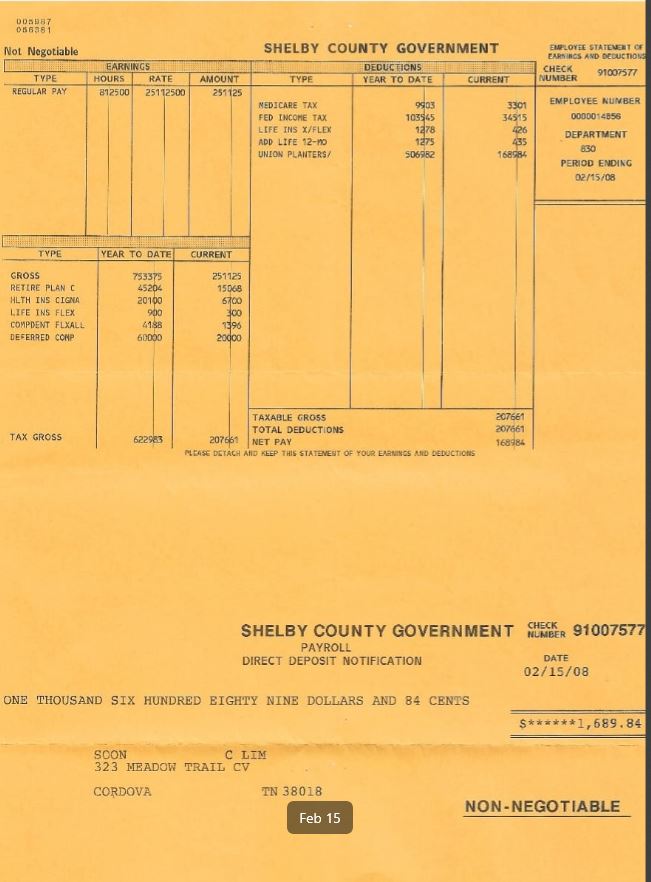 005987
056381
Not Negotiable
SHELBY COUNTY GOVERNMENT
EMPLOYEE STATEMENT OF
EARNINGS AND DEDUCTIONS
EARNINGS
TYPE HOURS RATE AMOUNT
REGULAR PAY 812500 25112500 251125
DEDUCTIONS
TYPE YEAR TO DATE CURRENT
MEDICARE TAX 9903 3301
FED INCOME TAX 103545 34515
LIFE INS X/FLEX 1278 426
ADD LIFE 12-MO 1275 435
UNION PLANTERS/ 506982 168984
CHECK NUMBER 91007577
EMPLOYEE NUMBER
0000014856
DEPARTMENT
830
PERIOD ENDING
02/15/08
TYPE YEAR TO DATE CURRENT
GROSS 753375 251125
RETIRE PLAN C 45204 15068
HLTH INS CIGNA 20100 6700
LIFE INS FLEX 900 300
COMPDENT FLXALL 4188 1396
DEFERRED COMP 60000 20000
TAX GROSS 622983 207661
TAXABLE GROSS 207661
TOTAL DEDUCTIONS 207661
NET PAY 168984
PLEASE DETACH AND KEEP THIS STATEMENT OF YOUR EARNINGS AND DEDUCTIONS
SHELBY COUNTY GOVERNMENT
PAYROLL
DIRECT DEPOSIT NOTIFICATION
CHECK NUMBER 91007577
DATE
02/15/08
ONE THOUSAND SIX HUNDRED EIGHTY NINE DOLLARS AND 84 CENTS
$******1,689.84
SOON C LIM
323 MEADOW TRAIL CV
CORDOVA TN 38018
Feb 15
NON-NEGOTIABLE